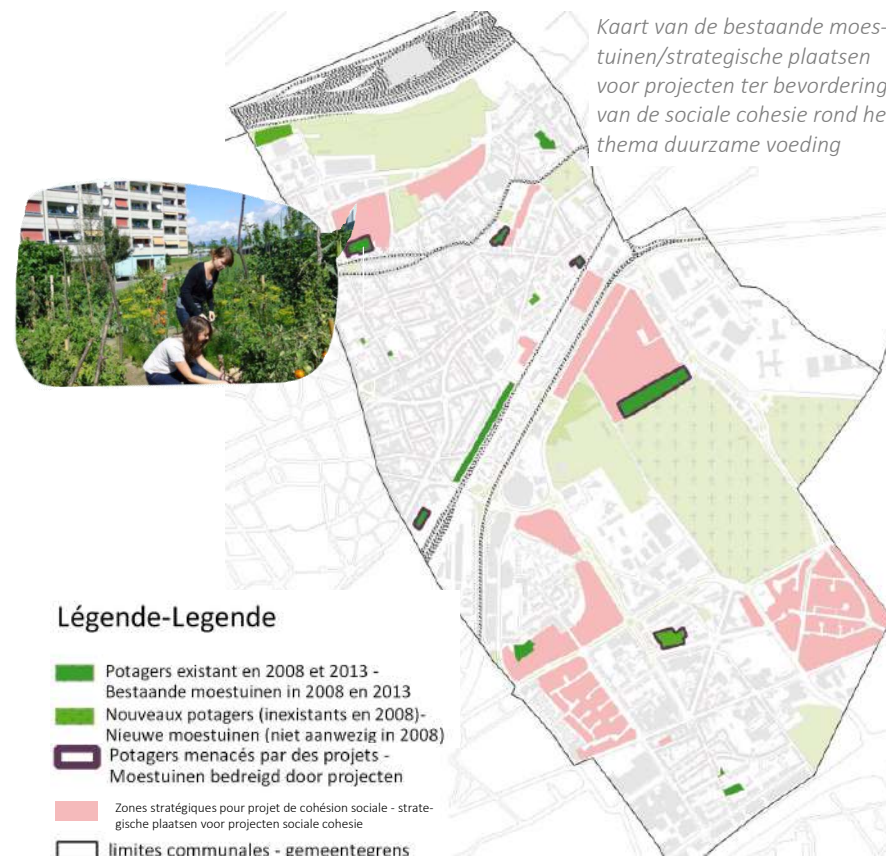 Kaart van de bestaande moes-
tuinen/strategische plaatsen
voor projecten ter bevordering
van de sociale cohesie rond he
thema duurzame voeding
Légende-Legende
Potagers existant en 2008 et 2013 -
Bestaande moestuinen in 2008 en 2013
Nouveaux potagers (inexistants en 2008)-
Nieuwe moestuinen (niet aanwezig in 2008)
Potagers menacés par des projets -
Moestuinen bedreigd door projecten
Zones stratégiques pour projet de cohésion sociale - strate-
gische plaatsen voor projecten sociale cohesie
limites communales - gemeentegrens